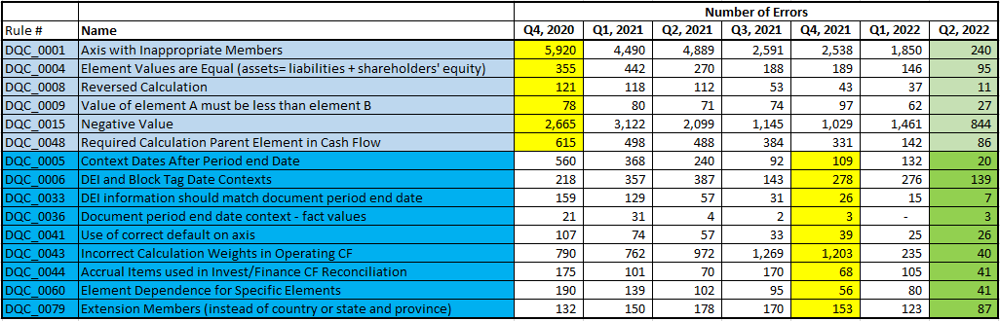 Number of Errors
Rule # Name Q4, 2020 Q1, 2021 Q2, 2021 Q3, 2021 Q4, 2021 Q1, 2022 Q2, 2022
DQC_0001 Axis with Inappropriate Members 5,920 4,490 4,889 2,591 2,538 1,850 240
DQC_0004 Element Values are Equal (assets= liabilities + shareholders' equity) 355 442 270 188 189 146 95
DQC_0008 Reversed Calculation 121 118 112 53 43 37 11
DQC_0009 Value of element A must be less than element B 78 80 71 74 97 62 27
DQC_0015 Negative Value 2,665 3,122 2,099 1,145 1,029 1,461 844
DQC_0048 Required Calculation Parent Element in Cash Flow 615 498 488 384 331 142 86
DQC_0005 Context Dates After Period end Date 560 368 240 92 109 132 20
DQC_0006 DEI and Block Tag Date Contexts 218 357 387 143 278 276 139
DQC_0033 DEI information should match document period end date 159 129 57 31 26 15 7
DQC_0036 Document period end date context - fact values 21 31 4 2 3 - 3
DQC_0041 Use of correct default on axis 107 74 57 33 39 25 26
DQC_0043 Incorrect Calculation Weights in Operating CF 790 762 972 1,269 1,203 235 40
DQC_0044 Accrual Items used in Invest/Finance CF Reconciliation 175 101 70 170 68 105 41
DQC_0060 Element Dependence for Specific Elements 190 139 102 95 56 80 41
DQC_0079 Extension Members (instead of country or state and province) 132 150 178 170 153 123 87